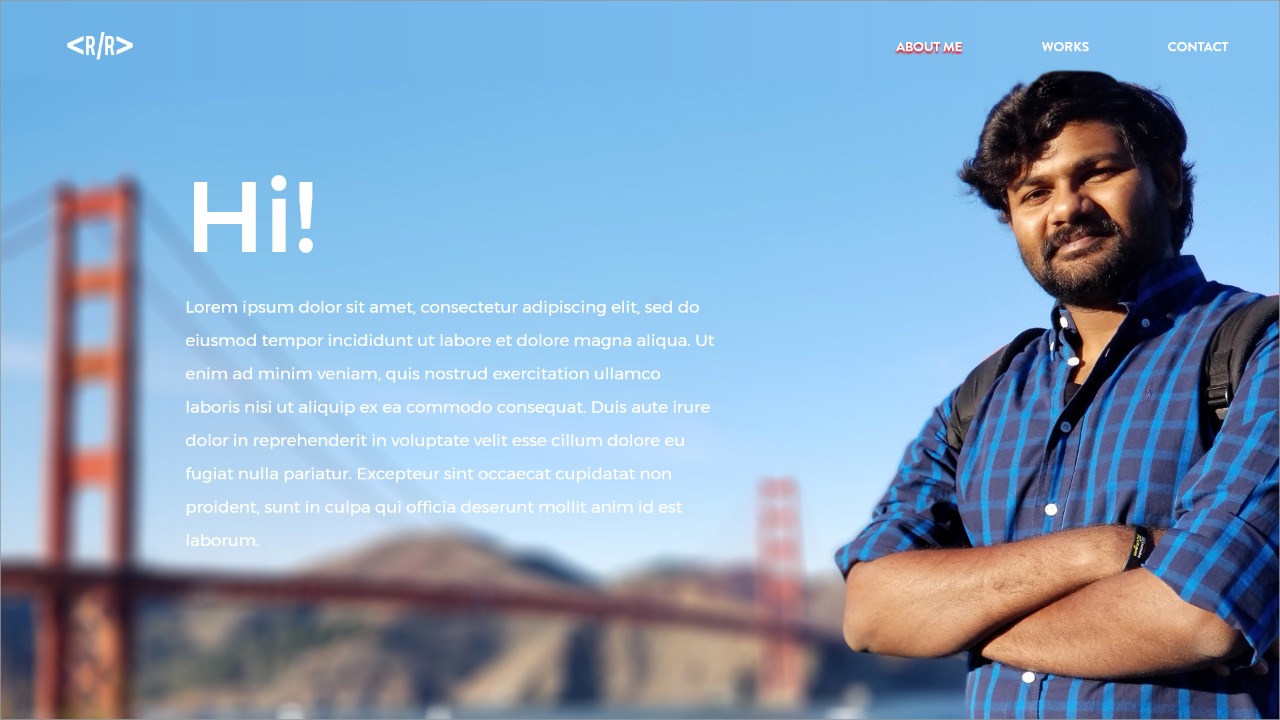 <R/R>
ABOUT ME
WORKS
CONTACT
Hi!
Lorem ipsum dolor sit amet, consectetur adipiscing elit, sed do
eiusmod tempor incididunt ut labore et dolore magna aliqua. Ut
enim ad minim veniam, quis nostrud exercitation ullamco
laboris nisi ut aliquip ex ea commodo consequat. Duis aute irure
dolor in reprehenderit in voluptate velit esse cillum dolore eu
fugiat nulla pariatur. Excepteur sint occaecat cupidatat non
proident, sunt in culpa qui officia deserunt mollit anim id est
laborum.